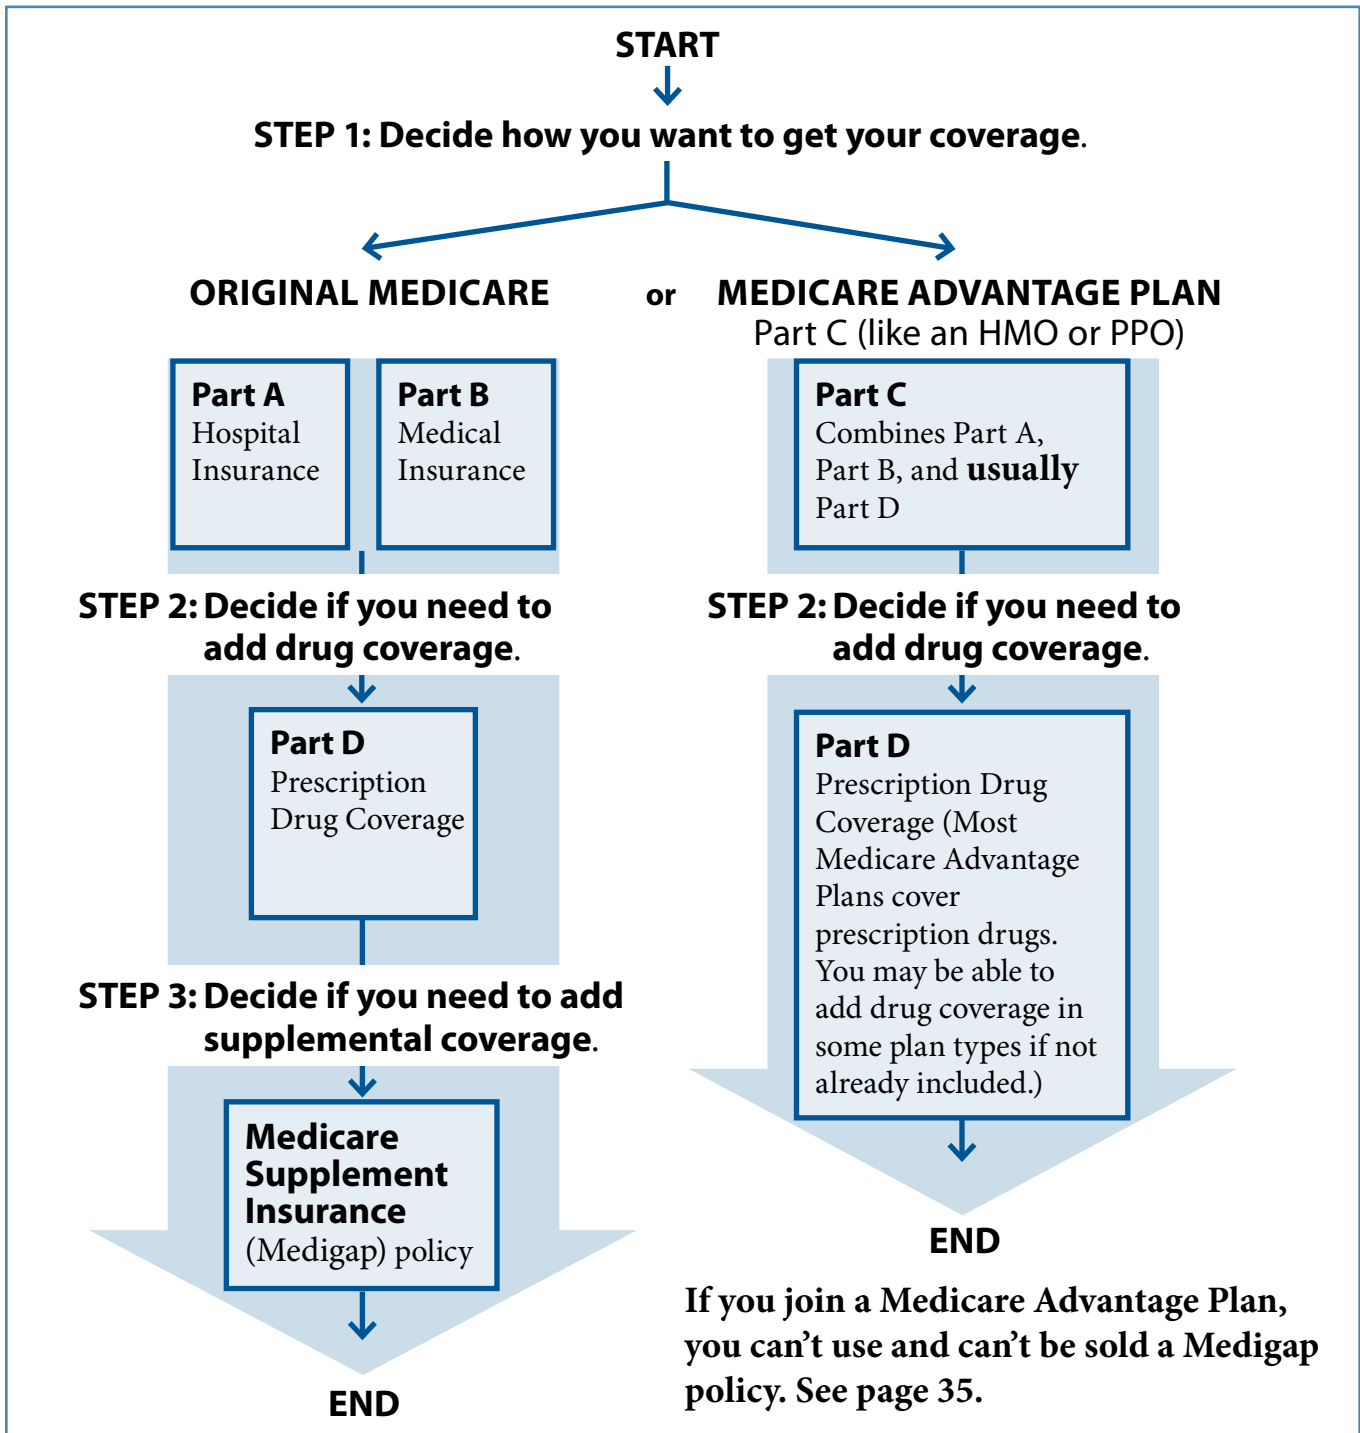 START
STEP 1: Decide how you want to get your coverage.
ORIGINAL MEDICARE
or
MEDICARE ADVANTAGE PLAN
Part C (like an HMO or PPO)
Part A
Hospital
Insurance
Part B
Medical
Insurance
STEP 2: Decide if you need to
add drug coverage.
Part D
Prescription
Drug Coverage
STEP 3: Decide if you need to add
supplemental coverage.
Medicare
Supplement
Insurance
(Medigap) policy
END
Part C
Combines Part A,
Part B, and usually
Part D
STEP 2: Decide if you need to
add drug coverage.
Part D
Prescription Drug
Coverage (Most
Medicare Advantage
Plans cover
prescription drugs.
You may be able to
add drug coverage in
some plan types if not
already included.)
END
If you join a Medicare Advantage Plan,
you can’t use and can’t be sold a Medigap
policy. See page 35.